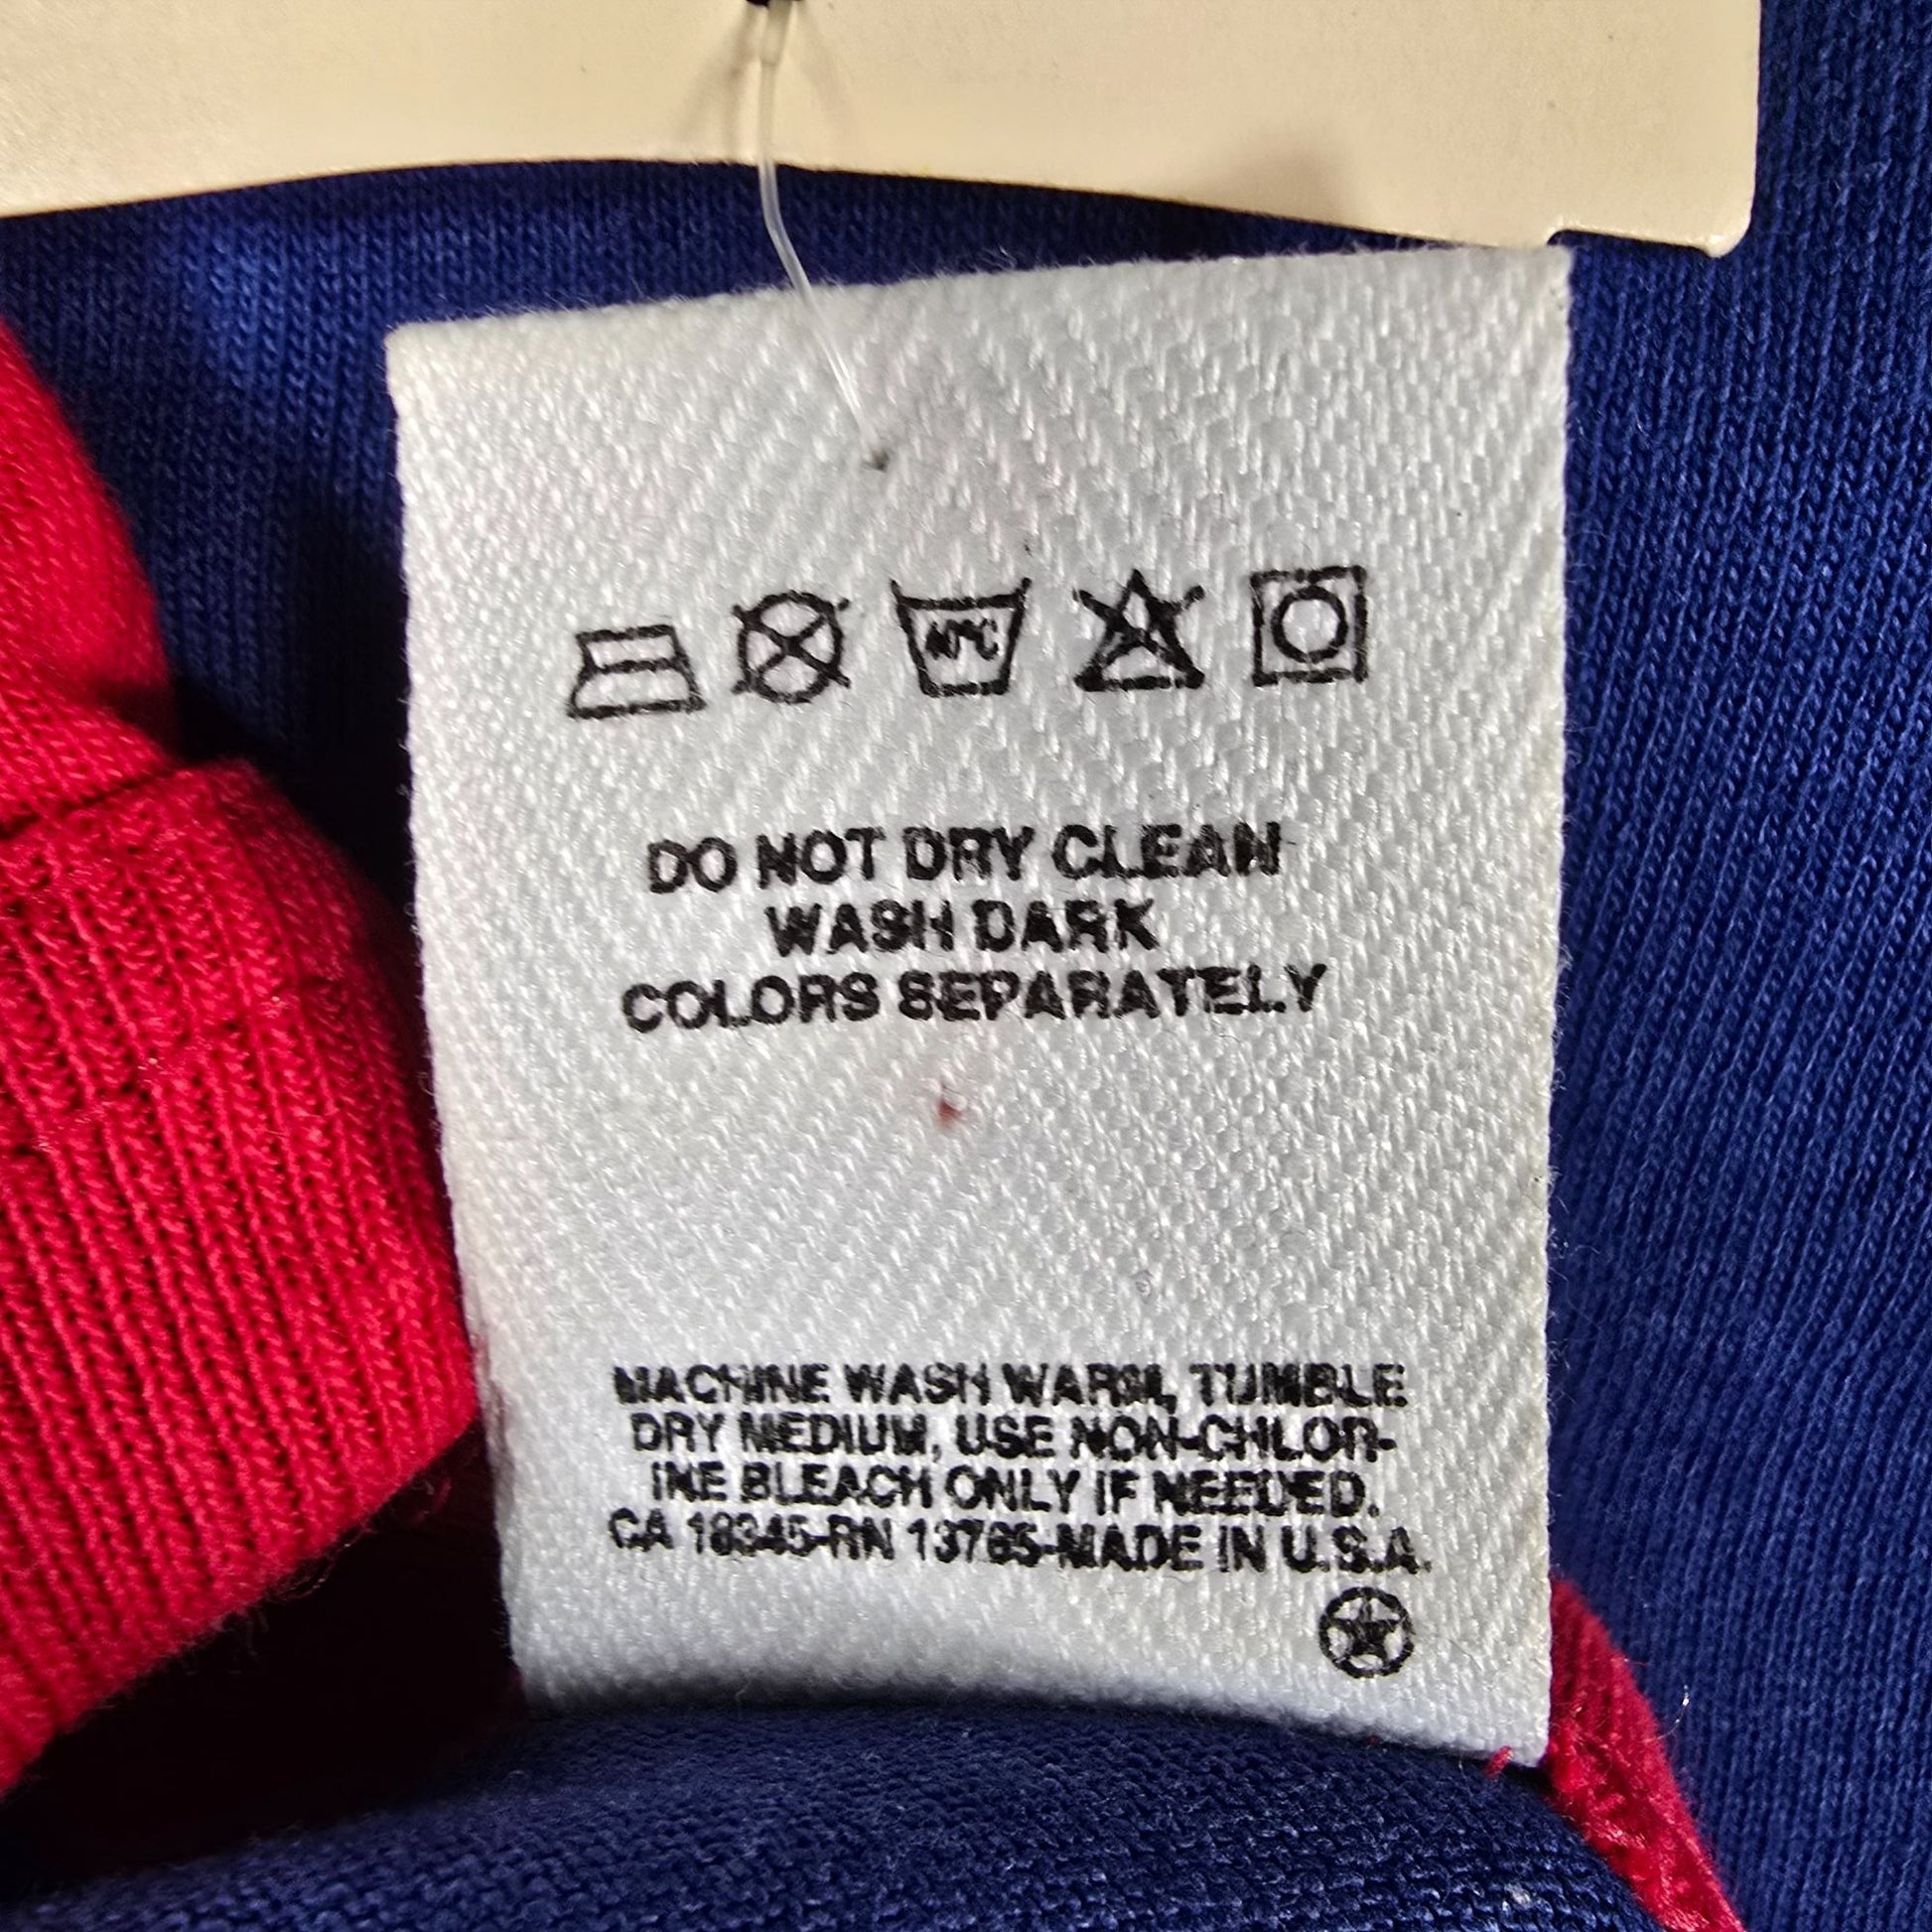 40°C
DO NOT DRY CLEAN
WASH DARK
COLORS SEPARATELY
MACHINE WASH WARM, TUMBLE
DRY MEDIUM, USE NON-CHLOR-
INE BLEACH ONLY IF NEEDED.
CA 18345-RN 13765-MADE IN U.S.A.